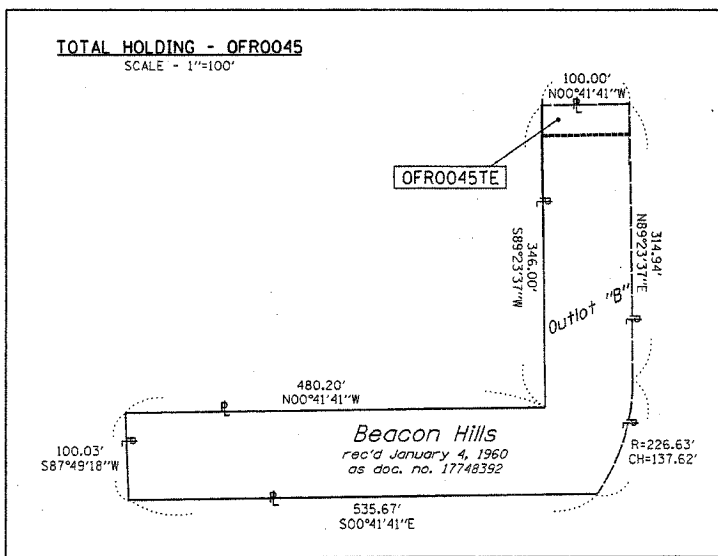 TOTAL HOLDING - 0FR0045
SCALE - 1"=100'
100.00'
N00°41'41"W
0FR0045TE
346.00'
S89°23'37"W
314.94'
N89°23'37"E
Outlot "B"
480.20'
N00°41'41"W
100.03'
S87°49'18"W
Beacon Hills
rec'd January 4, 1960
as doc. no. 17748392
R=226.63'
CH=137.62'
535.67'
S00°41'41"E